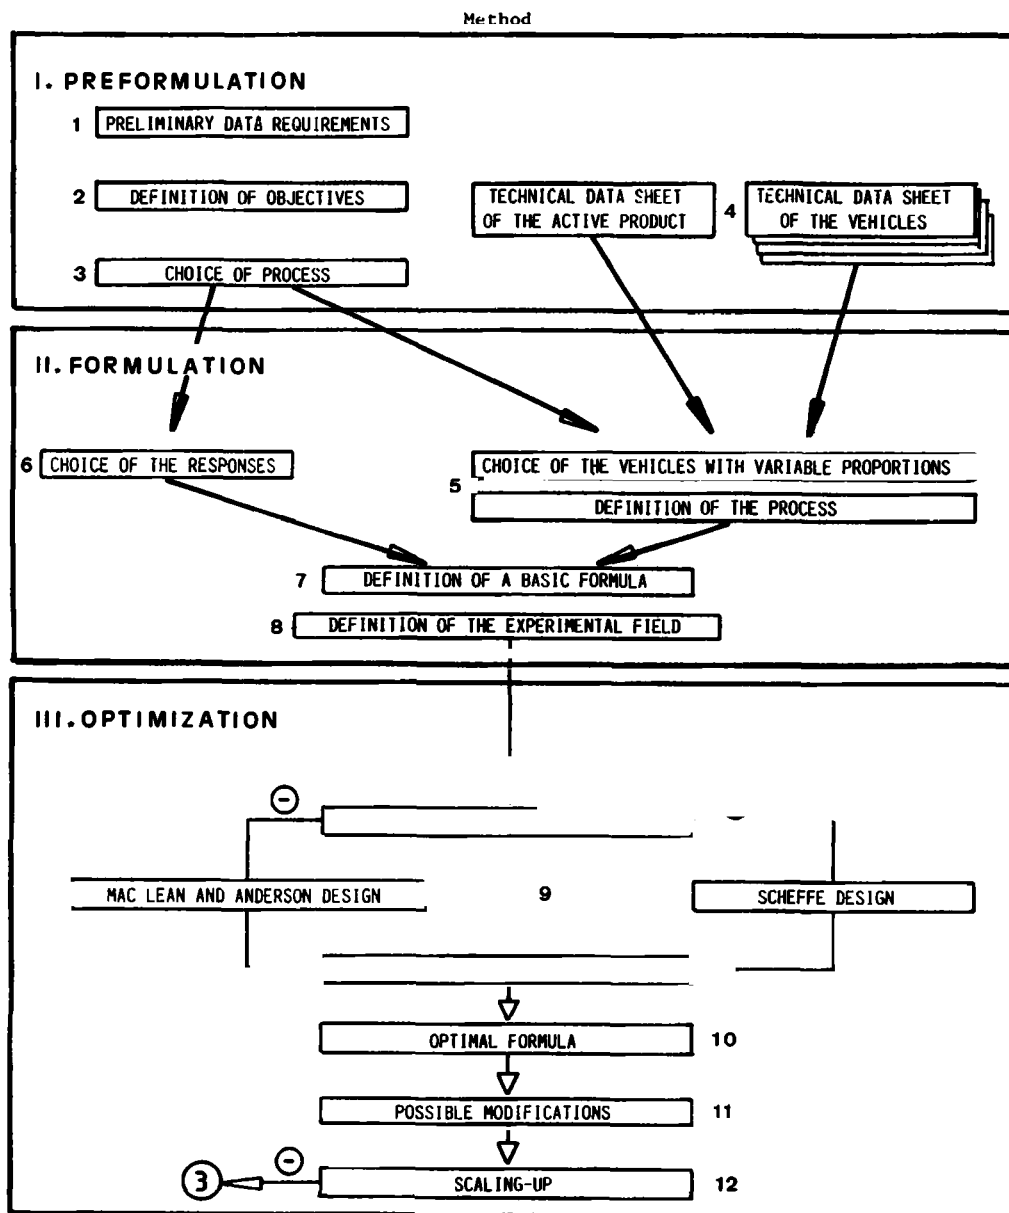 Method
I. PREFORMULATION
1 PRELIMINARY DATA REQUIREMENTS
2 DEFINITION OF OBJECTIVES
TECHNICAL DATA SHEET
OF THE ACTIVE PRODUCT
4
TECHNICAL DATA SHEET
OF THE VEHICLES
3 CHOICE OF PROCESS
II. FORMULATION
6 CHOICE OF THE RESPONSES
5
CHOICE OF THE VEHICLES WITH VARIABLE PROPORTIONS
DEFINITION OF THE PROCESS
7 DEFINITION OF A BASIC FORMULA
8 DEFINITION OF THE EXPERIMENTAL FIELD
III. OPTIMIZATION
-
MAC LEAN AND ANDERSON DESIGN
9
SCHEFFE DESIGN
OPTIMAL FORMULA 10
POSSIBLE MODIFICATIONS 11
3
-
SCALING-UP 12